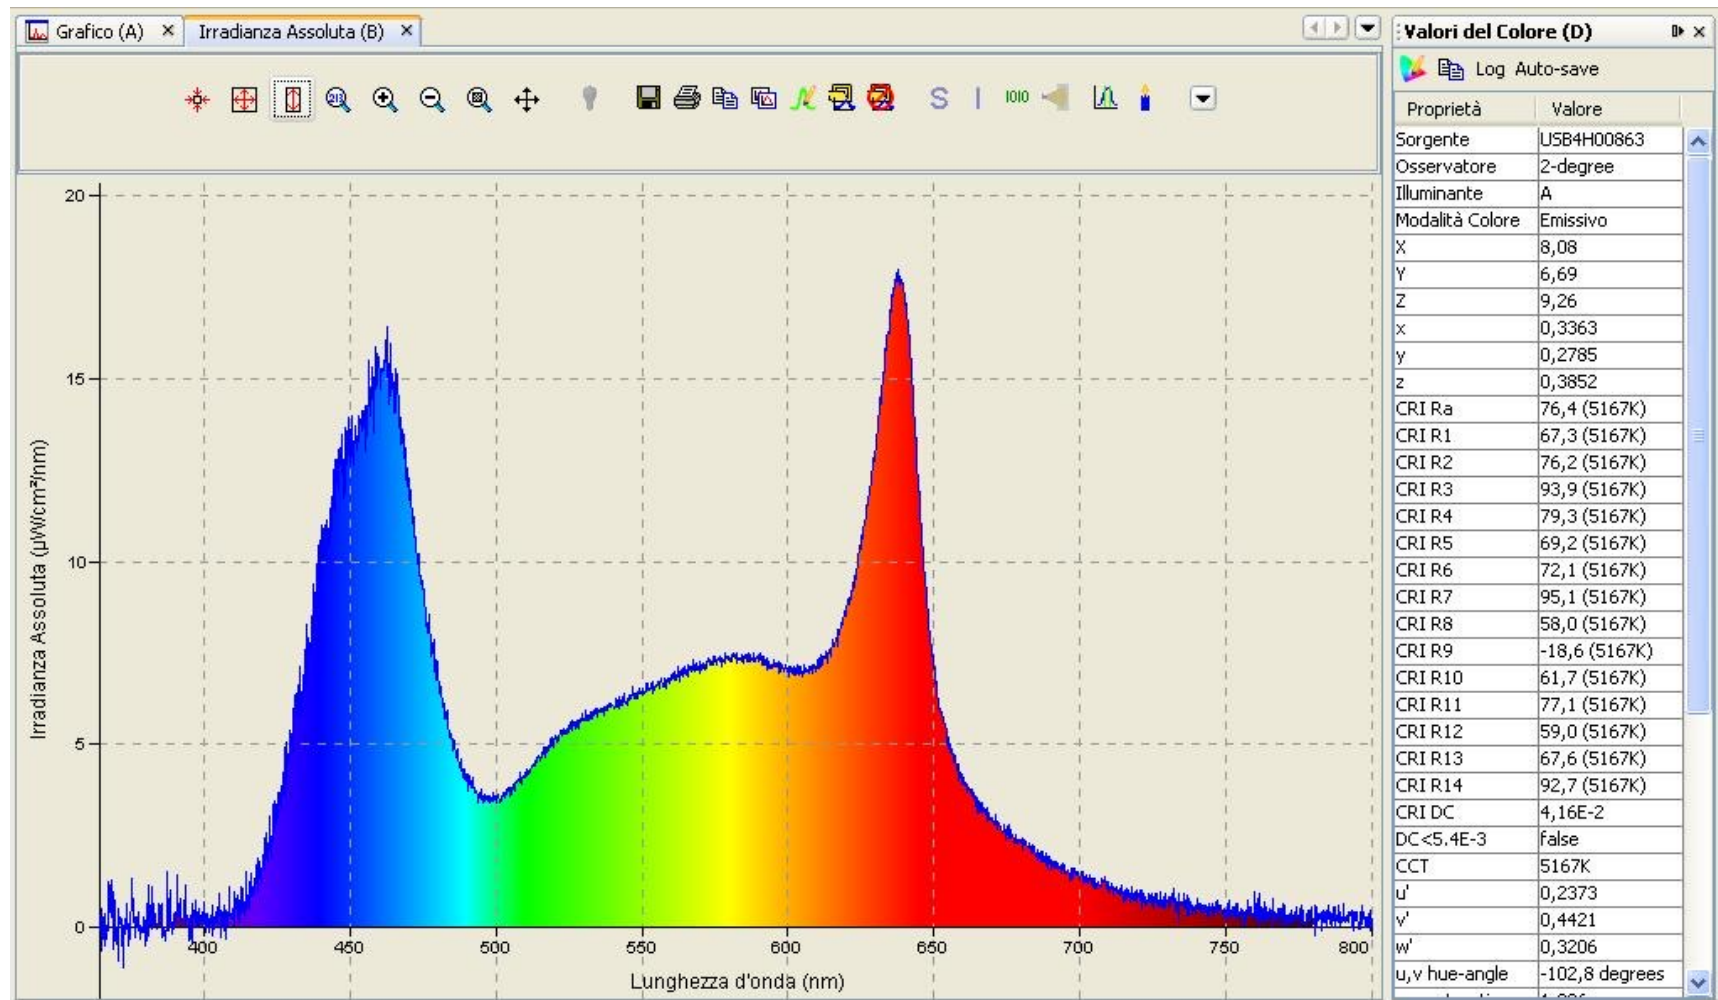 Grafico (A)
Irradianza Assoluta (B)
Valori del Colore (D)
Log Auto-save
213
S I 1010
Proprietà Valore
Sorgente USB4H00863
Osservatore 2-degree
Illuminante A
Modalità Colore Emissivo
X 8,08
Y 6,69
Z 9,26
x 0,3363
y 0,2785
z 0,3852
CRI Ra 76,4 (5167K)
CRI R1 67,3 (5167K)
CRI R2 76,2 (5167K)
CRI R3 93,9 (5167K)
CRI R4 79,3 (5167K)
CRI R5 69,2 (5167K)
CRI R6 72,1 (5167K)
CRI R7 95,1 (5167K)
CRI R8 58,0 (5167K)
CRI R9 -18,6 (5167K)
CRI R10 61,7 (5167K)
CRI R11 77,1 (5167K)
CRI R12 59,0 (5167K)
CRI R13 67,6 (5167K)
CRI R14 92,7 (5167K)
CRI DC 4,16E-2
DC<5.4E-3 false
CCT 5167K
u' 0,2373
v' 0,4421
w' 0,3206
u,v hue-angle -102,8 degrees
20
15
10
5
0
Irradianza Assoluta (µW/cm²/nm)
400 450 500 550 600 650 700 750 800
Lunghezza d'onda (nm)